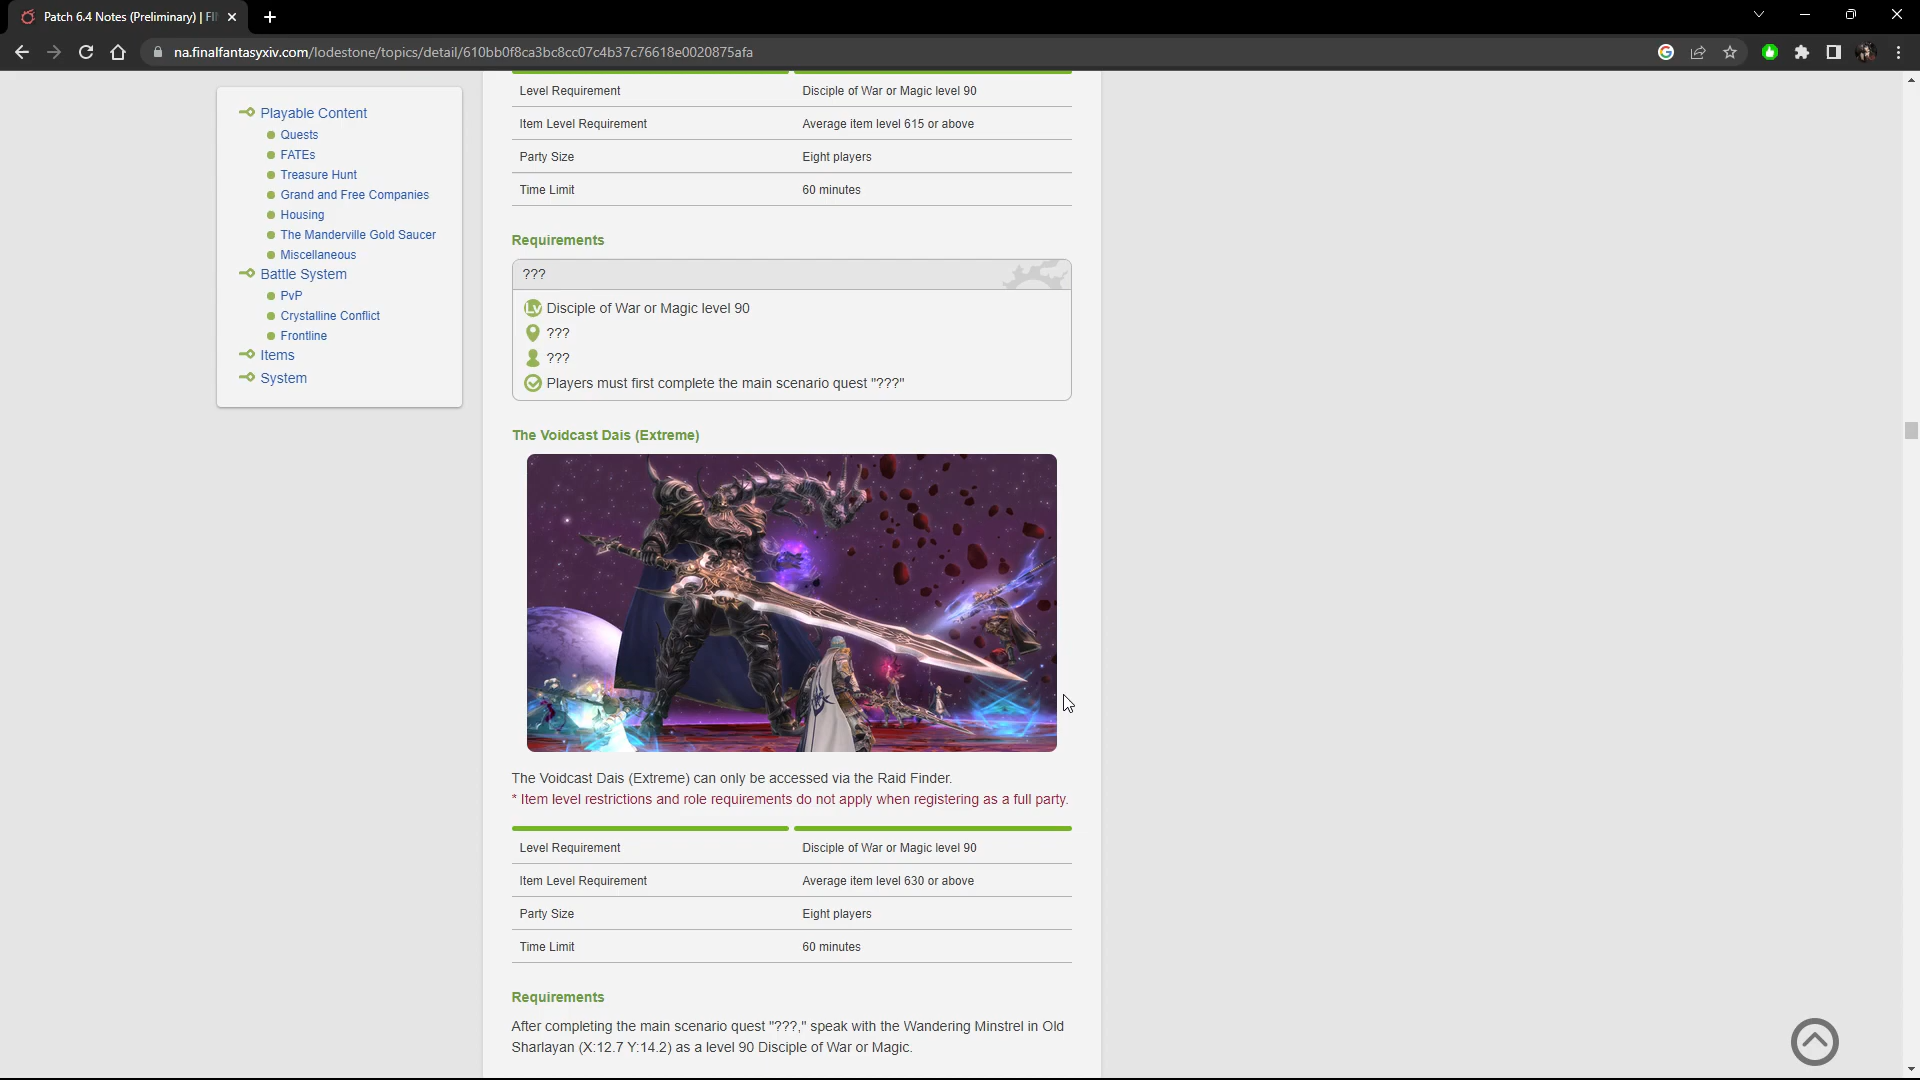 Patch 6.4 Notes (Preliminary) | FI
na.finalfantasyxiv.com/lodestone/topics/detail/610bb0f8ca3bc8cc07c4b37c76618e0020875afa
Playable Content
Quests
FATEs
Treasure Hunt
Grand and Free Companies
Housing
The Manderville Gold Saucer
Miscellaneous
Battle System
PvP
Crystalline Conflict
Frontline
Items
System
Level Requirement Disciple of War or Magic level 90
Item Level Requirement Average item level 615 or above
Party Size Eight players
Time Limit 60 minutes
Requirements
???
Lv Disciple of War or Magic level 90
???
???
Players must first complete the main scenario quest "???"
The Voidcast Dais (Extreme)
The Voidcast Dais (Extreme) can only be accessed via the Raid Finder.
* Item level restrictions and role requirements do not apply when registering as a full party.
Level Requirement Disciple of War or Magic level 90
Item Level Requirement Average item level 630 or above
Party Size Eight players
Time Limit 60 minutes
Requirements
After completing the main scenario quest "???," speak with the Wandering Minstrel in Old
Sharlayan (X:12.7 Y:14.2) as a level 90 Disciple of War or Magic.